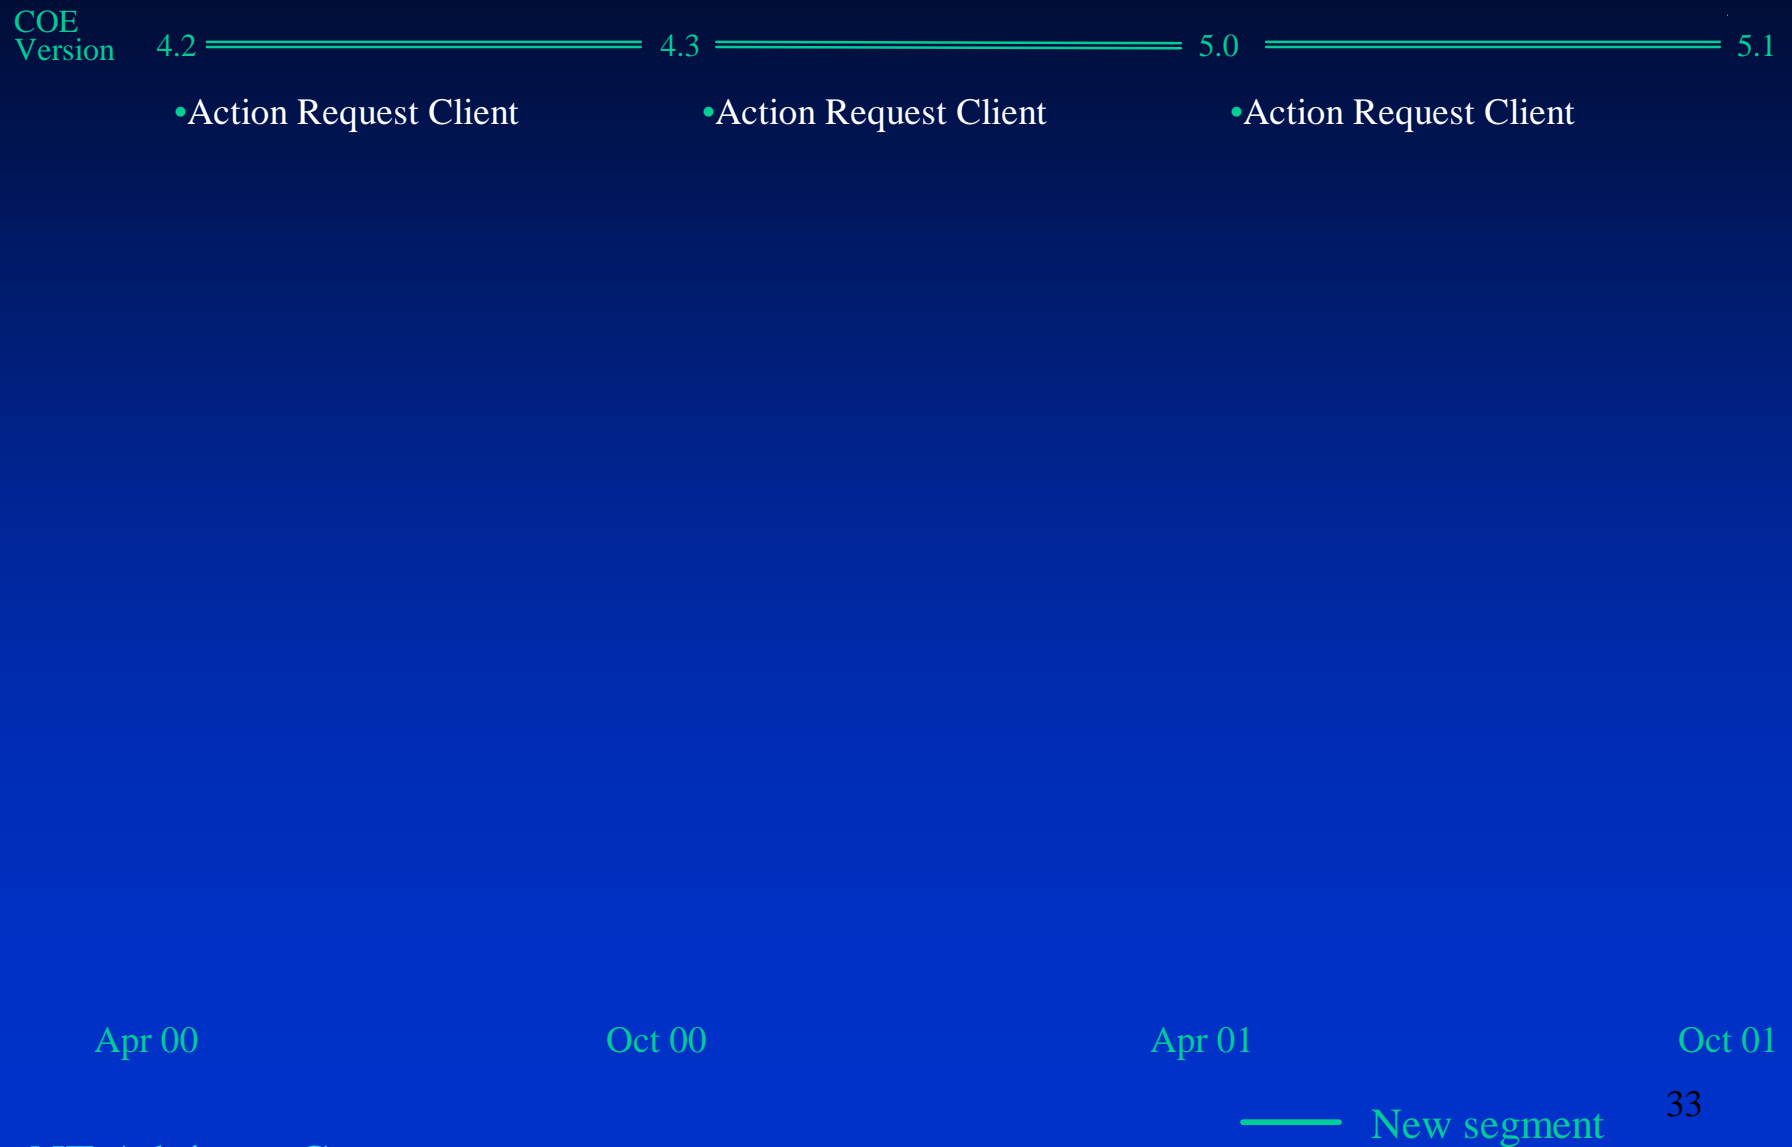 COE
Version 4.2 4.3 5.0 5.1
•Action Request Client •Action Request Client •Action Request Client
Apr 00 Oct 00 Apr 01 Oct 01
33
New segment